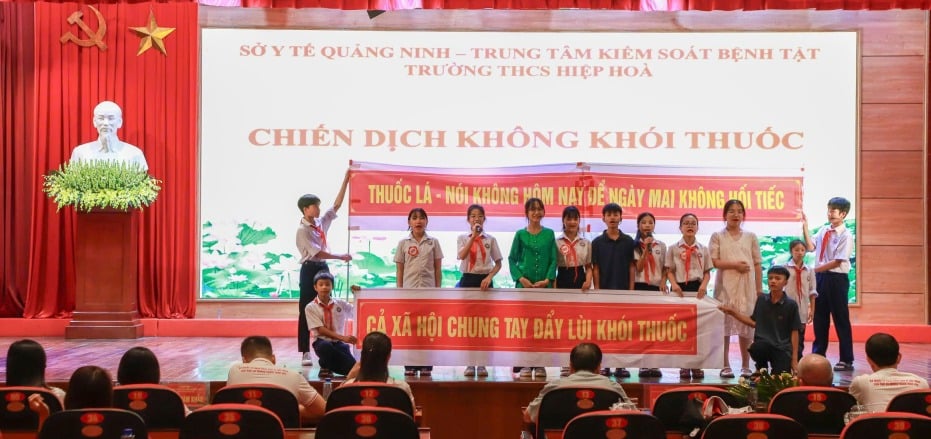 SỞ Y TẾ QUẢNG NINH – TRUNG TÂM KIỂM SOÁT BỆNH TẬT
TRƯỜNG THCS HIỆP HOÀ
CHIẾN DỊCH KHÔNG KHÓI THUỐC
THUỐC LÁ - NÓI KHÔNG HÔM NAY ĐỂ NGÀY MAI KHÔNG HỐI TIẾC
CẢ XÃ HỘI CHUNG TAY ĐẨY LÙI KHÓI THUỐC